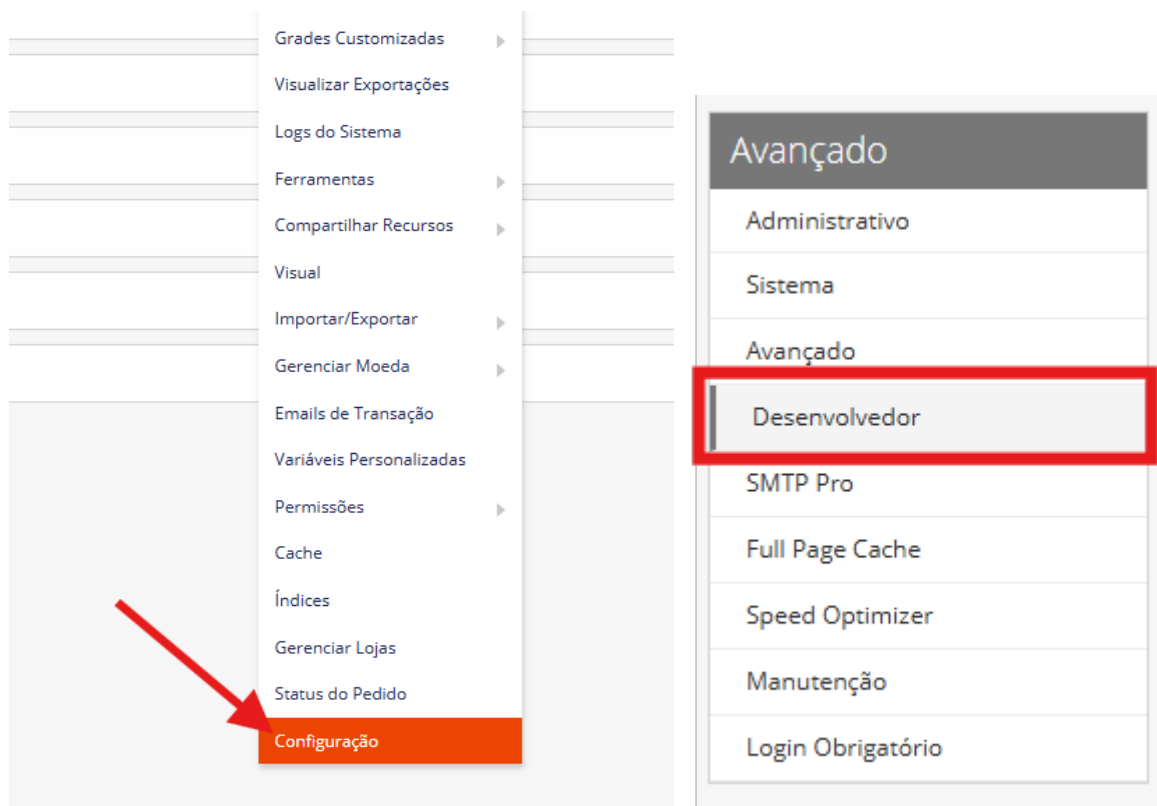 Grades Customizadas
Visualizar Exportações
Logs do Sistema
Ferramentas
Compartilhar Recursos
Visual
Importar/Exportar
Gerenciar Moeda
Emails de Transação
Variáveis Personalizadas
Permissões
Cache
Índices
Gerenciar Lojas
Status do Pedido
Configuração
Avançado
Administrativo
Sistema
Avançado
Desenvolvedor
SMTP Pro
Full Page Cache
Speed Optimizer
Manutenção
Login Obrigatório